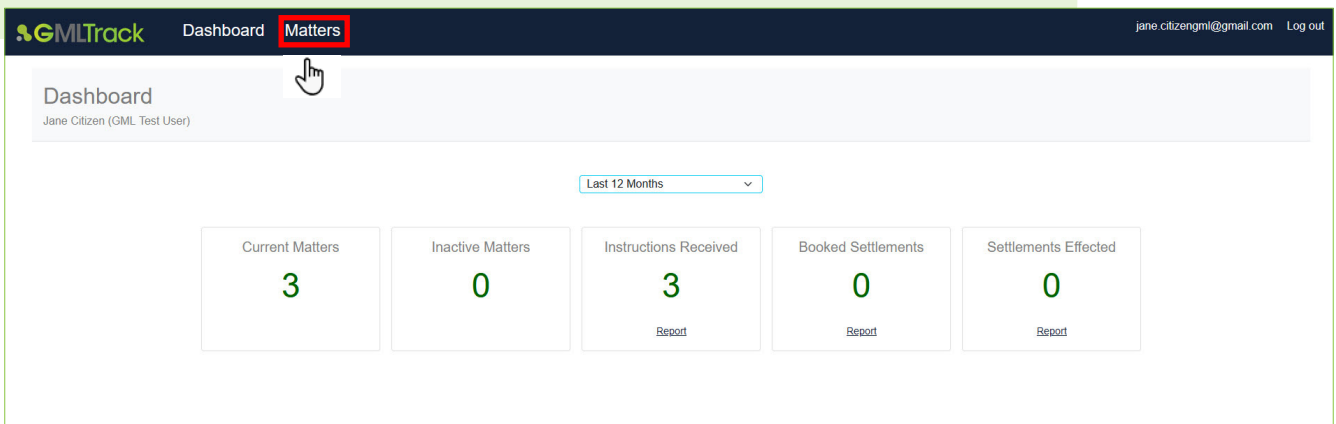 GMLTrack Dashboard Matters jane.citizengml@gmail.com Log out
Dashboard
Jane Citizen (GML Test User)
Last 12 Months
Current Matters Inactive Matters Instructions Received Booked Settlements Settlements Effected
3 0 3 0 0
Report Report Report